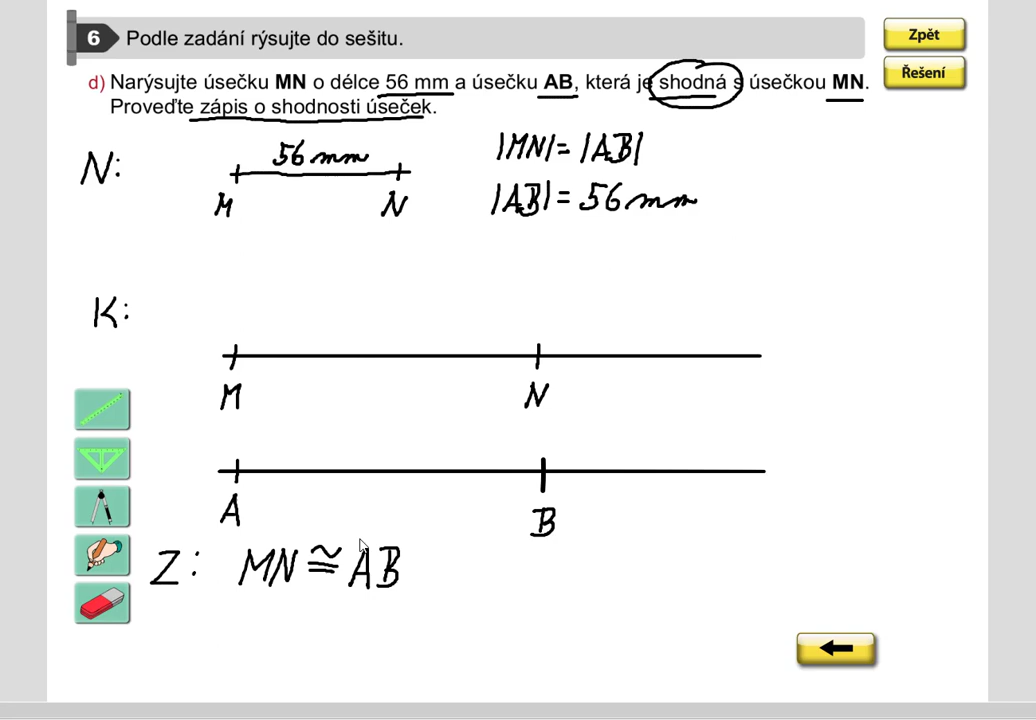 6 Podle zadání rýsujte do sešitu.
Zpět
Řešení
d) Narýsujte úsečku MN o délce 56 mm a úsečku AB, která je shodná s úsečkou MN.
Proveďte zápis o shodnosti úseček.
N:
56 mm
M N
|MN| = |AB|
|AB| = 56 mm
K:
M N
A B
Z: MN ≅ AB